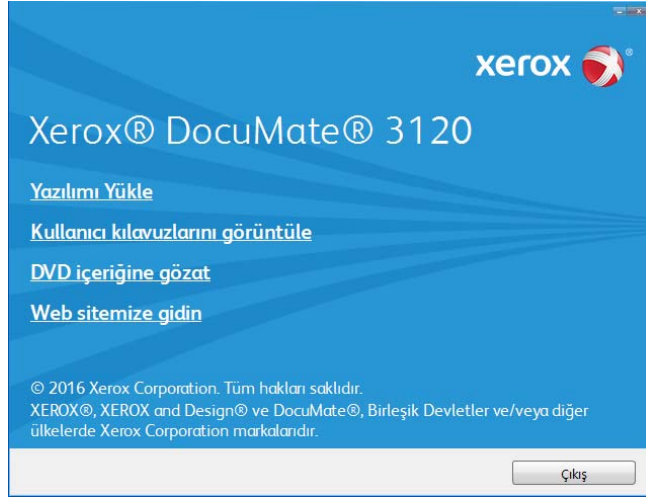 xerox®
Xerox® DocuMate® 3120
Yazılımı Yükle
Kullanıcı kılavuzlarını görüntüle
DVD içeriğine gözat
Web sitemize gidin
© 2016 Xerox Corporation. Tüm hakları saklıdır.
XEROX®, XEROX and Design® ve DocuMate®, Birleşik Devletler ve/veya diğer
ülkelerde Xerox Corporation markalarıdır.
Çıkış